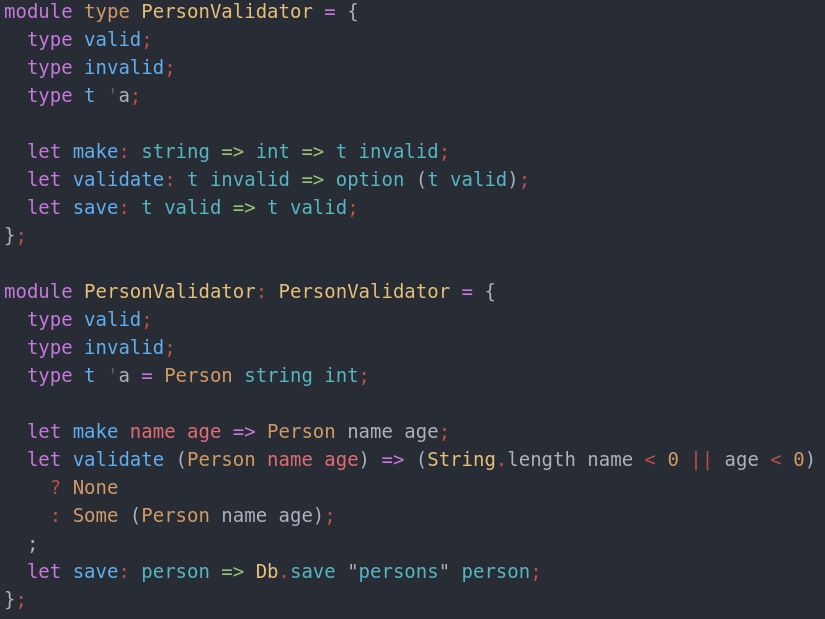 module type PersonValidator = {
  type valid;
  type invalid;
  type t 'a;

  let make: string => int => t invalid;
  let validate: t invalid => option (t valid);
  let save: t valid => t valid;
};

module PersonValidator: PersonValidator = {
  type valid;
  type invalid;
  type t 'a = Person string int;

  let make name age => Person name age;
  let validate (Person name age) => (String.length name < 0 || age < 0)
    ? None
    : Some (Person name age);
  ;
  let save: person => Db.save "persons" person;
};